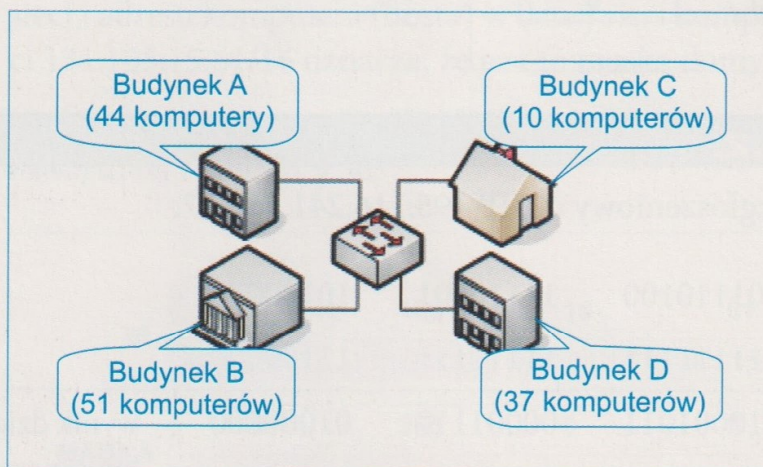 Budynek A
(44 komputery)
Budynek C
(10 komputerów)
Budynek B
(51 komputerów)
Budynek D
(37 komputerów)